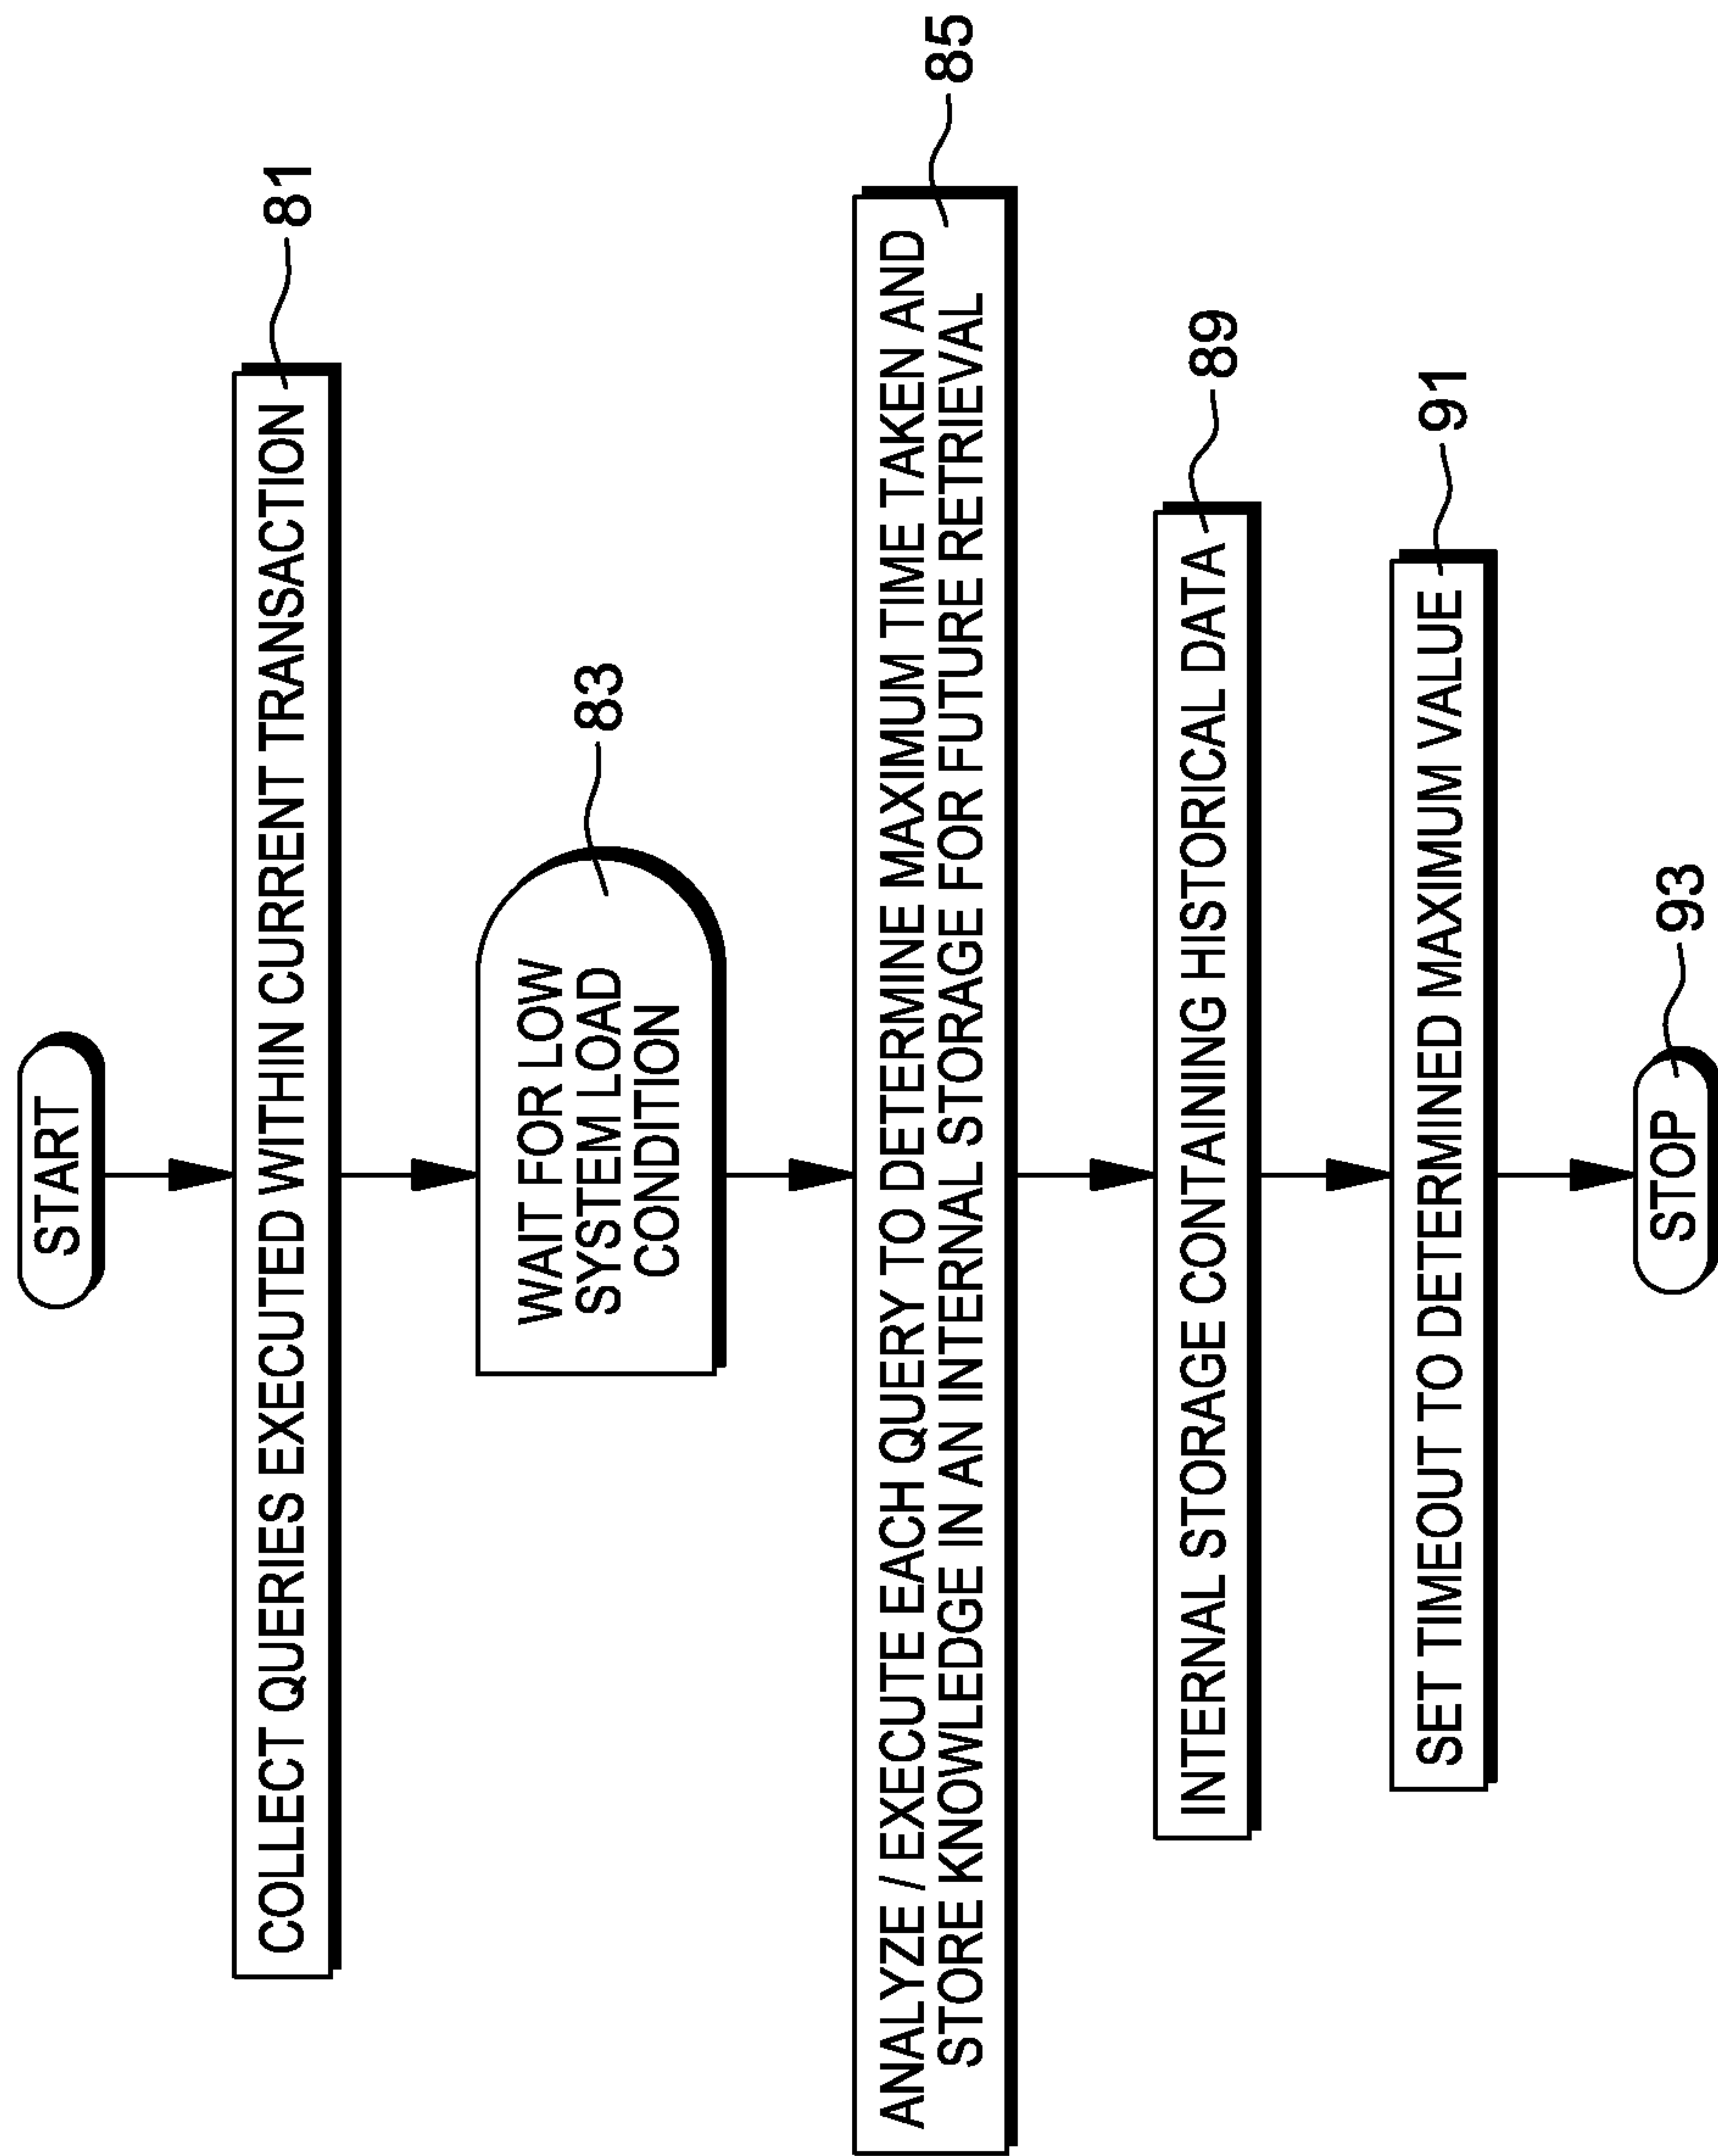 START
COLLECT QUERIES EXECUTED WITHIN CURRENT TRANSACTION
81
WAIT FOR LOW
SYSTEM LOAD
CONDITION
83
ANALYZE / EXECUTE EACH QUERY TO DETERMINE MAXIMUM TIME TAKEN AND
STORE KNOWLEDGE IN AN INTERNAL STORAGE FOR FUTURE RETRIEVAL
85
INTERNAL STORAGE CONTAINING HISTORICAL DATA
89
SET TIMEOUT TO DETERMINED MAXIMUM VALUE
91
STOP
93